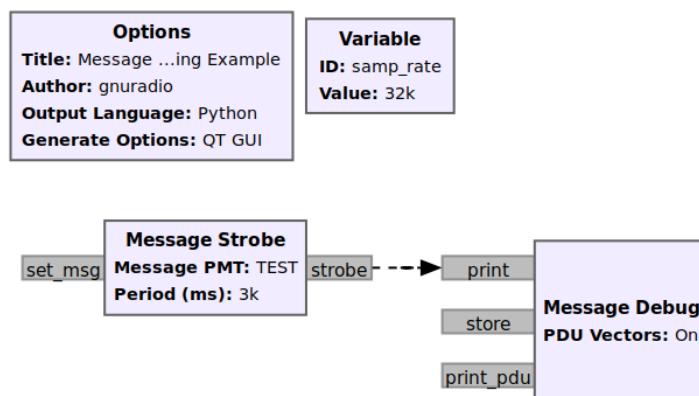 Options
Title: Message ...ing Example
Author: gnuradio
Output Language: Python
Generate Options: QT GUI
Variable
ID: samp_rate
Value: 32k
set_msg
Message Strobe
Message PMT: TEST
Period (ms): 3k
strobe
print
store
print_pdu
Message Debug
PDU Vectors: On